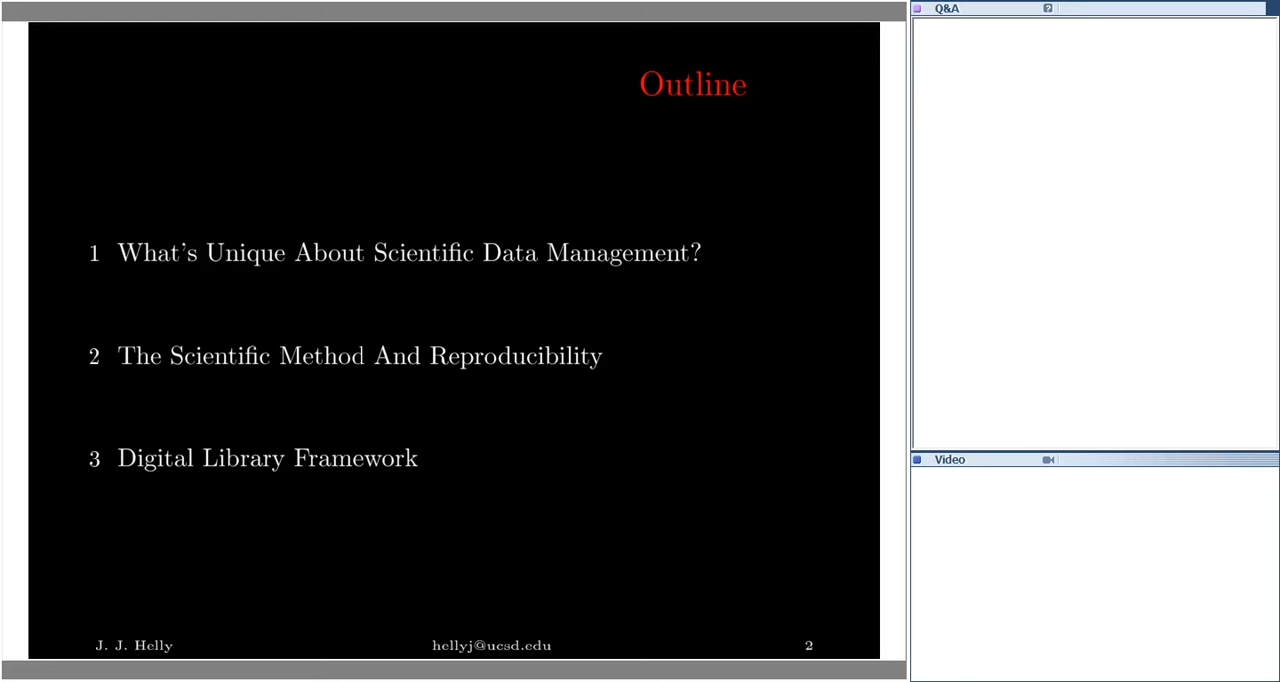 Outline
1 What's Unique About Scientific Data Management?
2 The Scientific Method And Reproducibility
3 Digital Library Framework
J. J. Helly hellyj@ucsd.edu 2
Q&A
Video